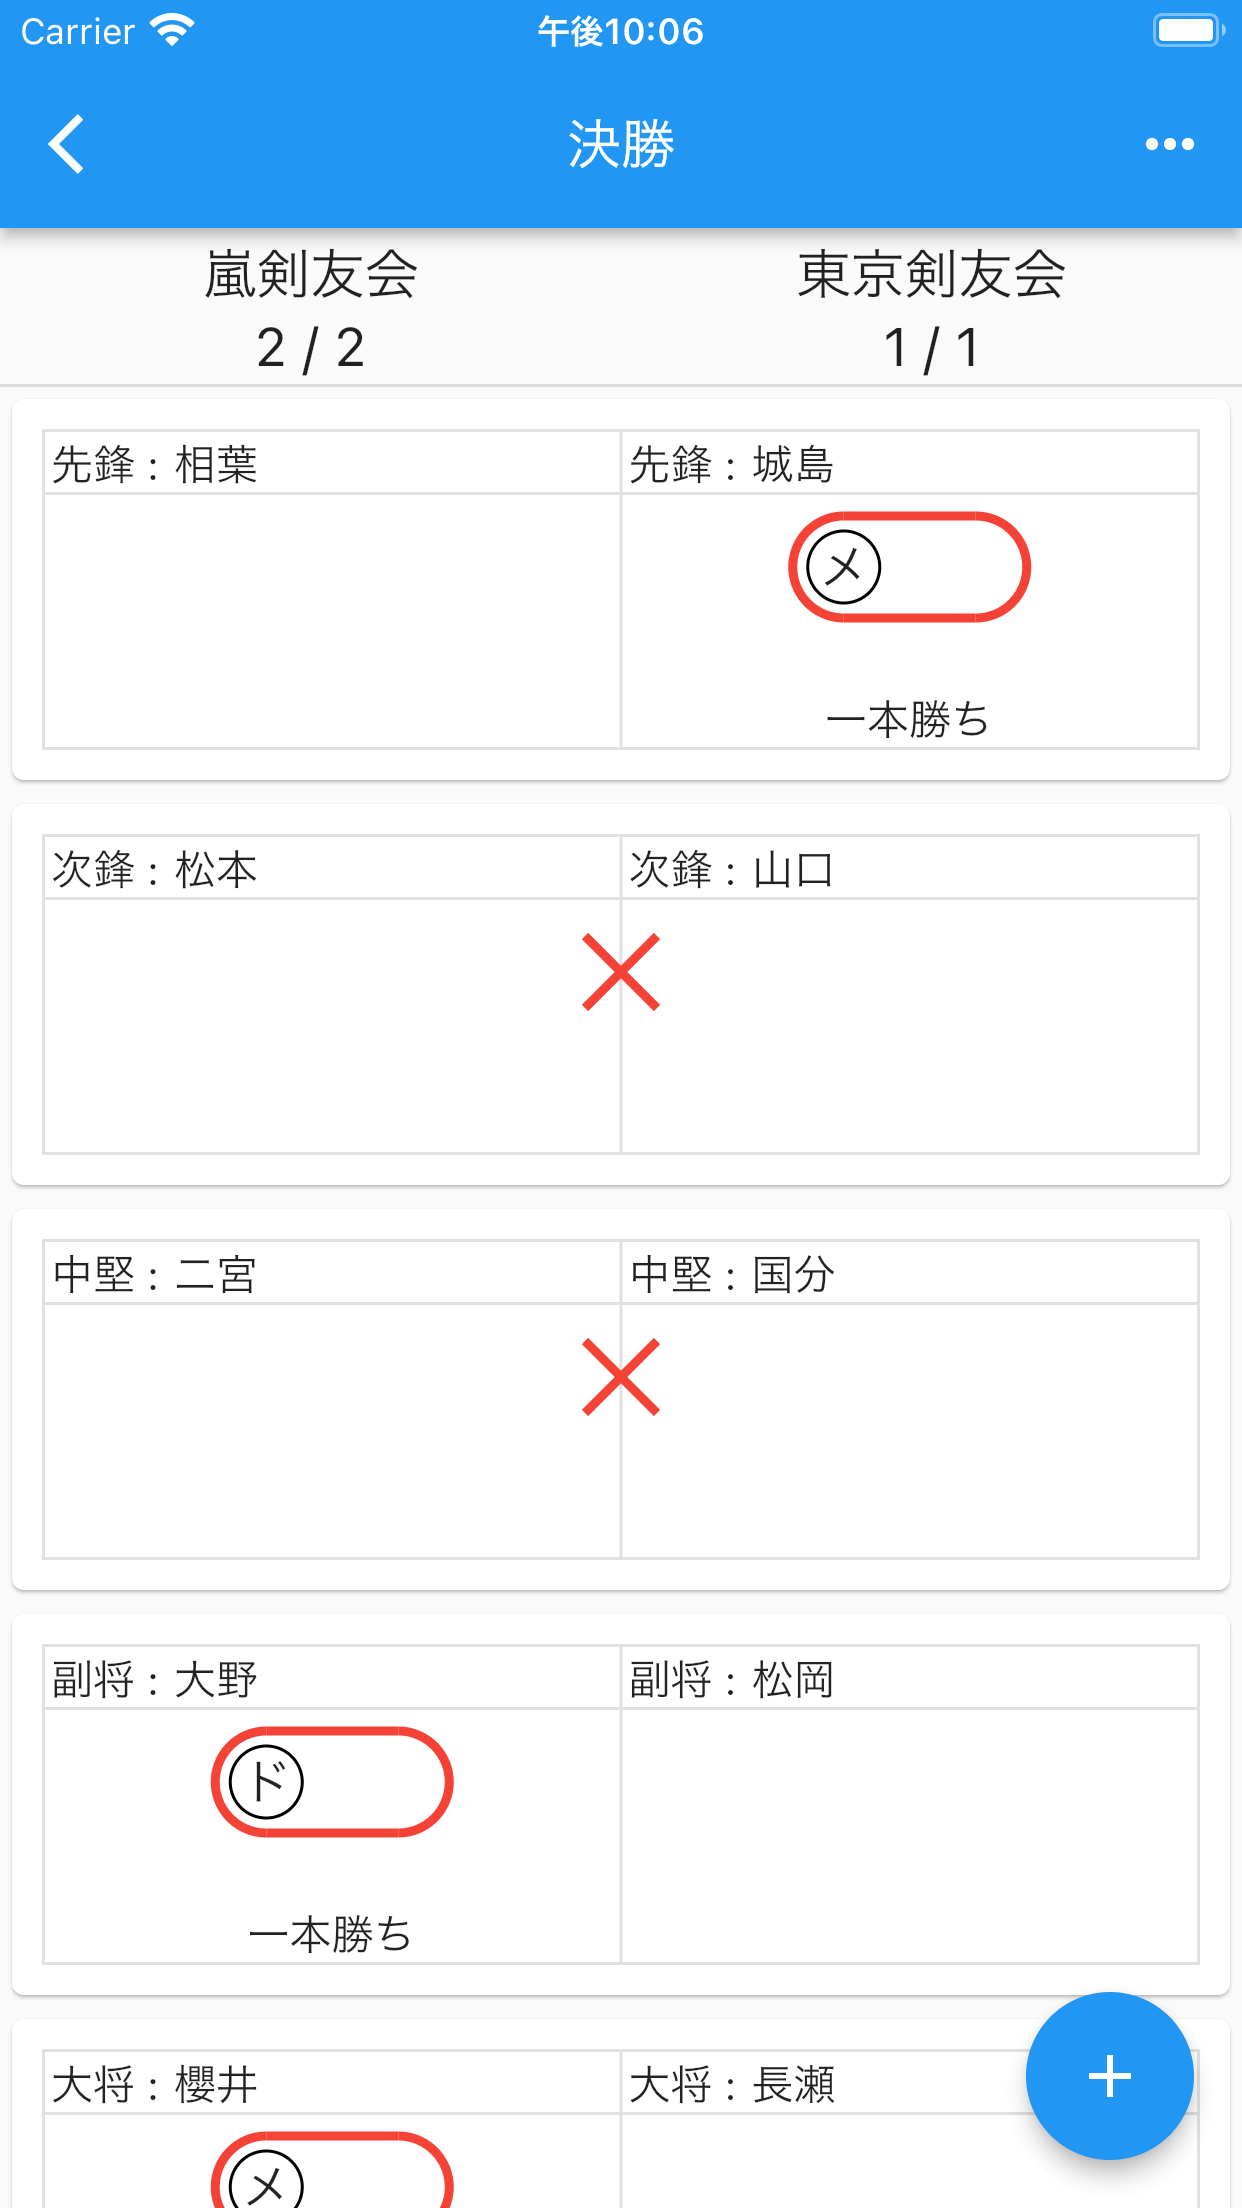 Carrier 午後10:06
決勝
嵐剣友会 東京剣友会
2 / 2 1 / 1
先鋒 : 相葉 先鋒 : 城島
メ
一本勝ち
次鋒 : 松本 次鋒 : 山口
中堅 : 二宮 中堅 : 国分
副将 : 大野 副将 : 松岡
ド
一本勝ち
大将 : 櫻井 大将 : 長瀬
メ